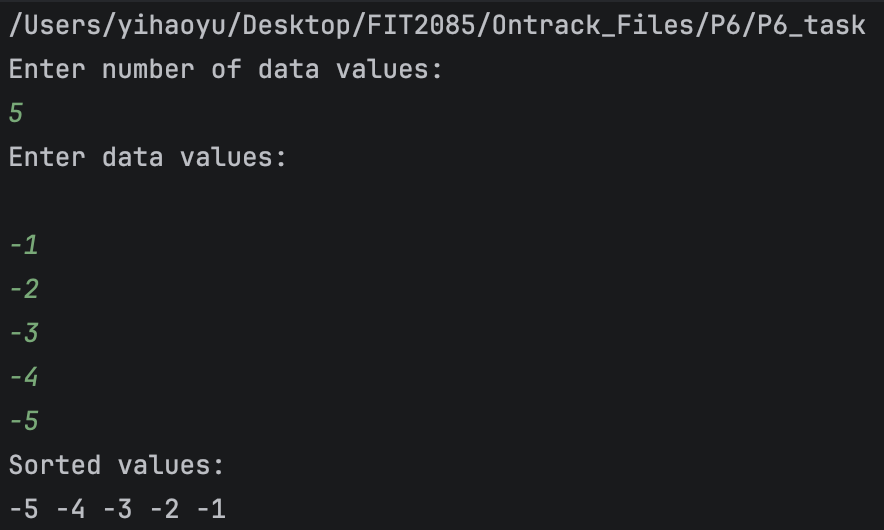 /Users/yihaoyu/Desktop/FIT2085/Ontrack_Files/P6/P6_task
Enter number of data values:
5
Enter data values:
-1
-2
-3
-4
-5
Sorted values:
-5 -4 -3 -2 -1